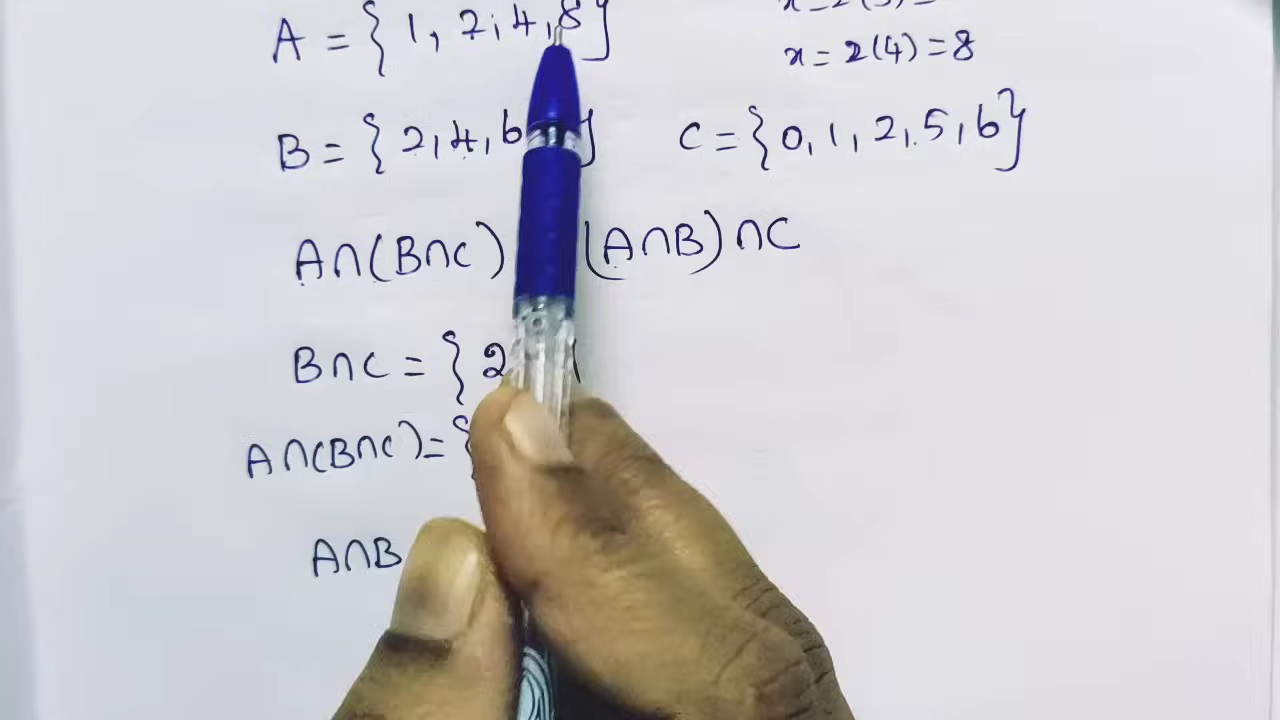 A = { 1, 2, 4, 8 }
x = 2(4) = 8
B = { 2, 4, 6 }
C = { 0, 1, 2, 5, 6 }
A∩(B∩C) (A∩B)∩C
B∩C = { 2
A∩(B∩C) = {
A∩B